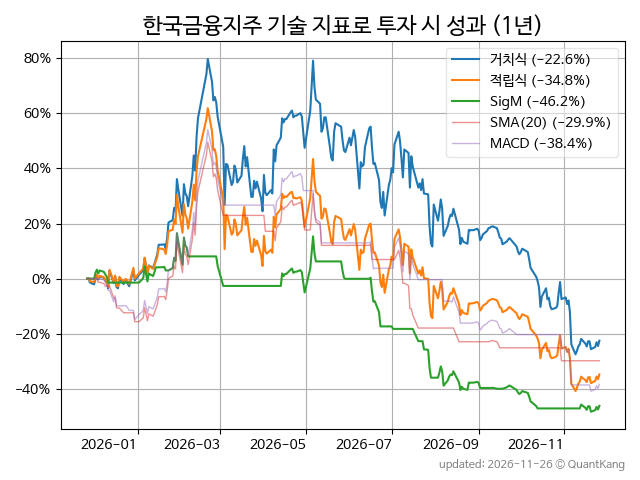 한국금융지주 기술 지표로 투자 시 성과 (1년)
80%
60%
40%
20%
0%
−20%
−40%
거치식 (−22.6%)
적립식 (−34.8%)
SigM (−46.2%)
SMA(20) (−29.9%)
MACD (−38.4%)
2026-01
2026-03
2026-05
2026-07
2026-09
2026-11
updated: 2026-11-26 © QuantKang